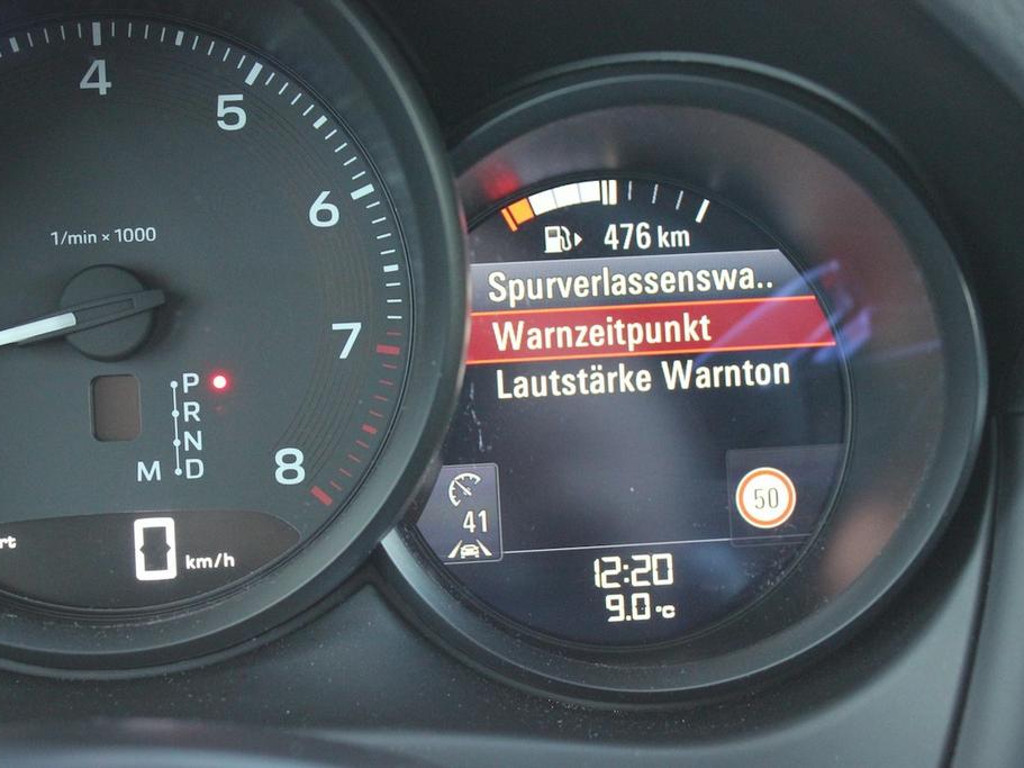 4
5
6
7
8
1/min × 1000
P
R
N
M D
0 km/h
476 km
Spurverlassenswa..
Warnzeitpunkt
Lautstärke Warnton
41
50
12:20
9.0 °C